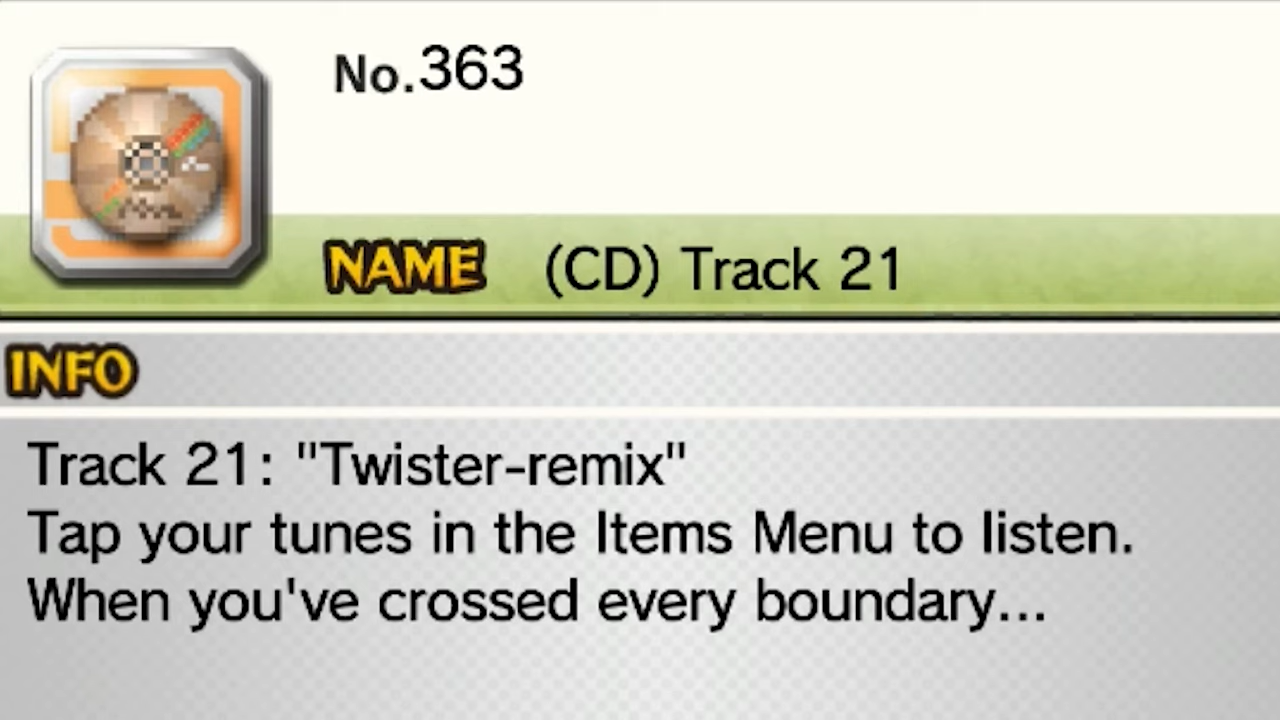 No.363
NAME (CD) Track 21
INFO
Track 21: "Twister-remix"
Tap your tunes in the Items Menu to listen.
When you've crossed every boundary...